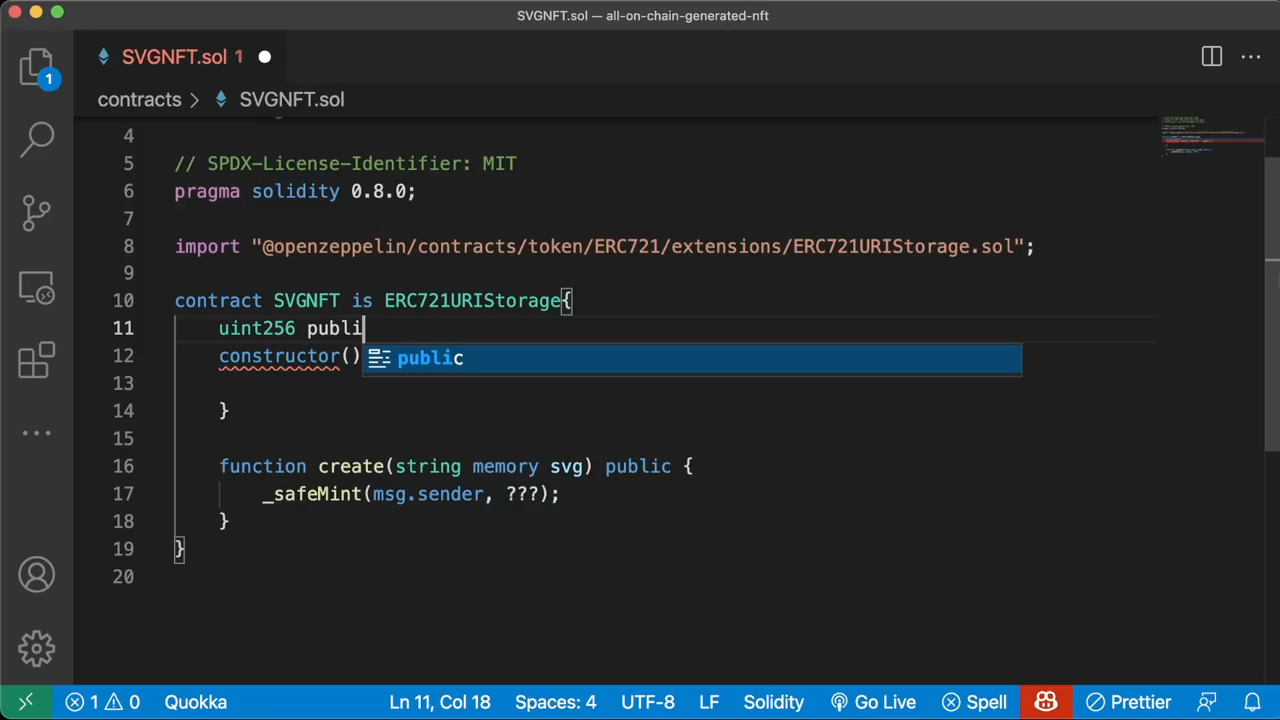 SVGNFT.sol — all-on-chain-generated-nft
SVGNFT.sol 1
contracts > SVGNFT.sol
1
4
5 // SPDX-License-Identifier: MIT
6 pragma solidity 0.8.0;
7
8 import "@openzeppelin/contracts/token/ERC721/extensions/ERC721URIStorage.sol";
9
10 contract SVGNFT is ERC721URIStorage{
11 uint256 publi
12 constructor() public
13
14 }
15
16 function create(string memory svg) public {
17 _safeMint(msg.sender, ???);
18 }
19 }
20
1 0 Quokka Ln 11, Col 18 Spaces: 4 UTF-8 LF Solidity Go Live Spell Prettier